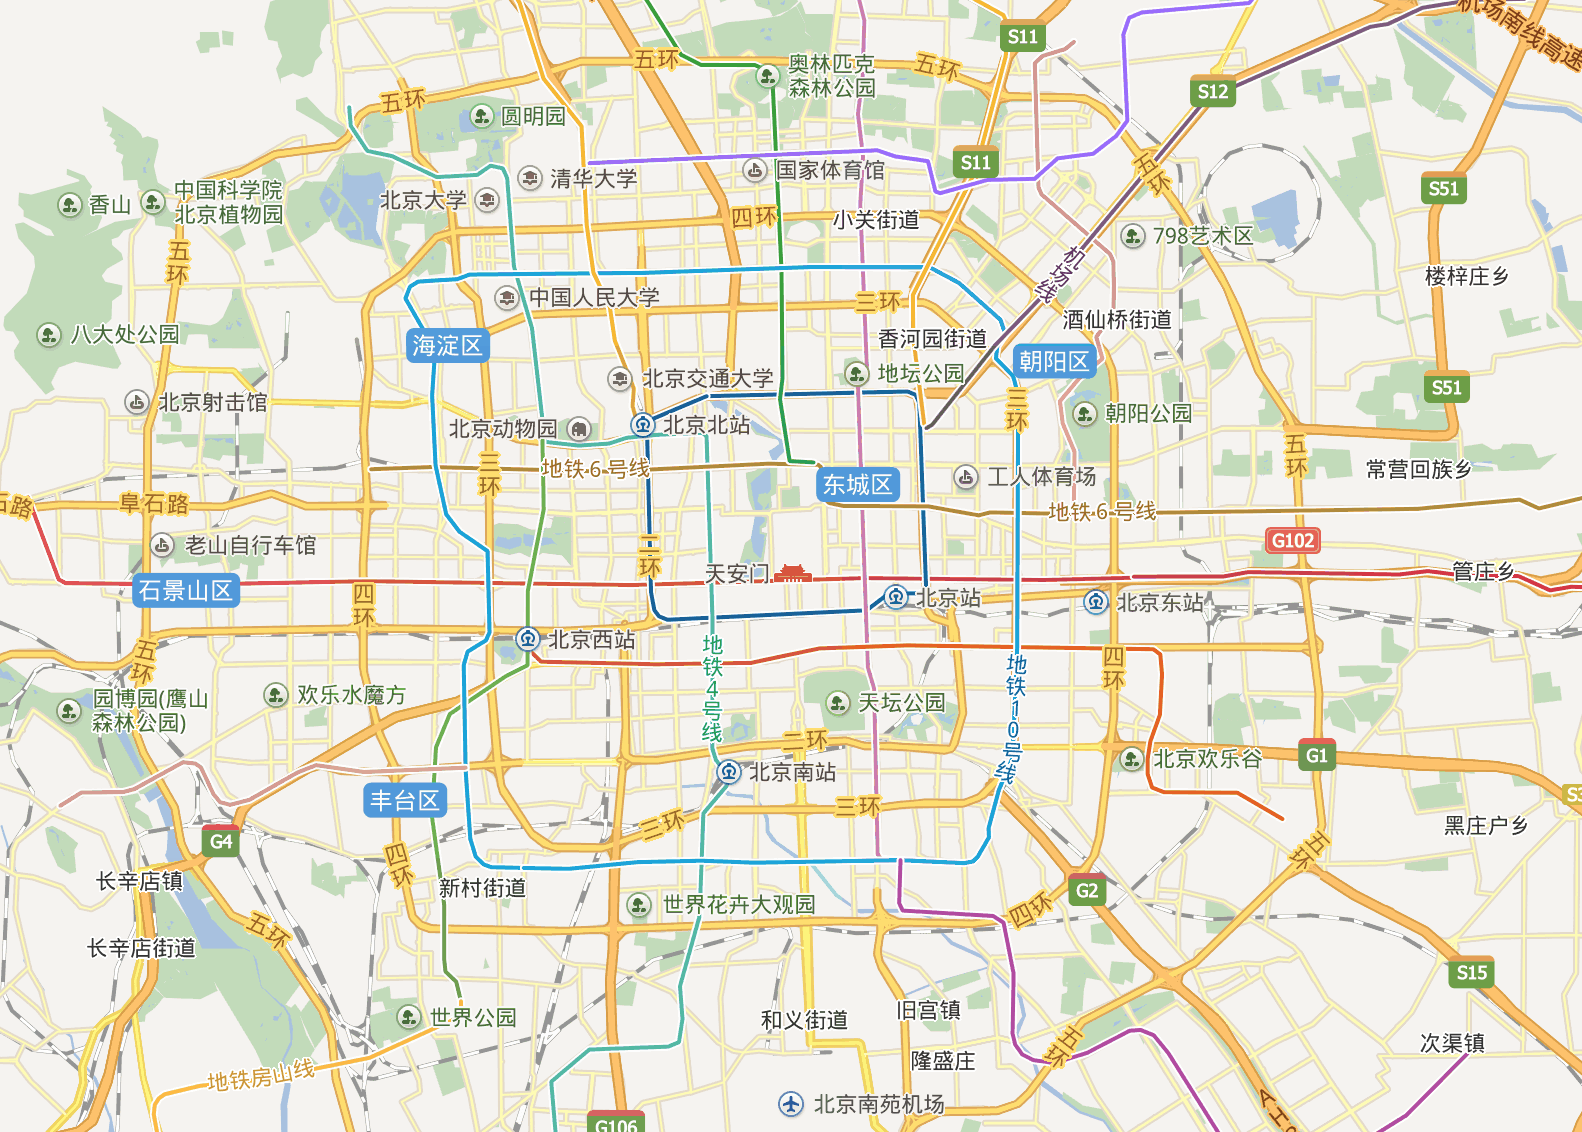 机场南线高速
S11
五环
五环
奥林匹克
森林公园
五环
S12
圆明园
S11
国家体育馆
五环
清华大学
北京大学
中国科学院
北京植物园
香山
四环
小关街道
S51
798艺术区
五环
机场线
楼梓庄乡
中国人民大学
三环
酒仙桥街道
八大处公园
海淀区
香河园街道
朝阳区
北京交通大学
地坛公园
S51
北京射击馆
三环
朝阳公园
北京动物园
北京北站
五环
三环
地铁6号线
东城区
工人体育场
常营回族乡
石路
阜石路
地铁6号线
老山自行车馆
二环
G102
天安门
管庄乡
石景山区
四环
北京站
北京东站
北京西站
五环
地铁4号线
四环
地铁10号线
园博园(鹰山
森林公园)
欢乐水魔方
天坛公园
二环
G1
北京欢乐谷
北京南站
丰台区
三环
三环
S3
G4
黑庄户乡
四环
五环
长辛店镇
新村街道
G2
世界花卉大观园
四环
五环
长辛店街道
S15
世界公园
和义街道
旧宫镇
五环
次渠镇
隆盛庄
地铁房山线
北京南苑机场
G106